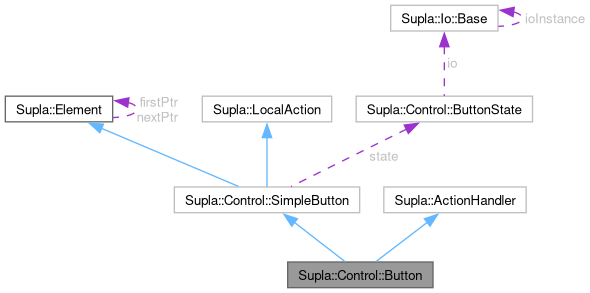 Supla::Io::Base
ioInstance
io
Supla::Element
firstPtr
nextPtr
Supla::LocalAction
Supla::Control::ButtonState
state
Supla::Control::SimpleButton
Supla::ActionHandler
Supla::Control::Button